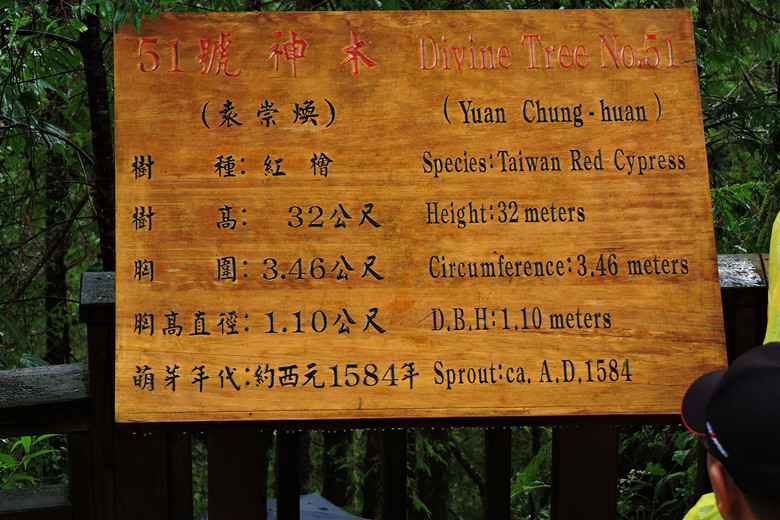 51號神木 Divine Tree No.51
(袁崇煥) (Yuan Chung-huan)
樹種:紅檜 Species:Taiwan Red Cypress
樹高: 32公尺 Height:32 meters
胸圍:3.46公尺 Circumference:3.46 meters
胸高直徑:1.10公尺 D.B.H:1.10 meters
萌芽年代:約西元1584年 Sprout:ca. A.D.1584